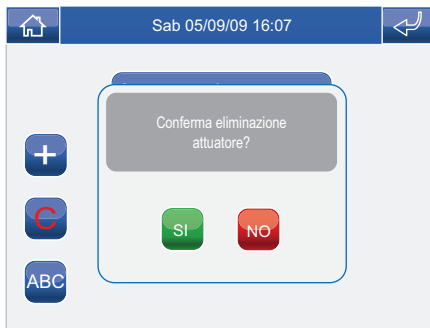 Sab 05/09/09 16:07
Conferma eliminazione
attuatore?
+
C
SI
NO
ABC